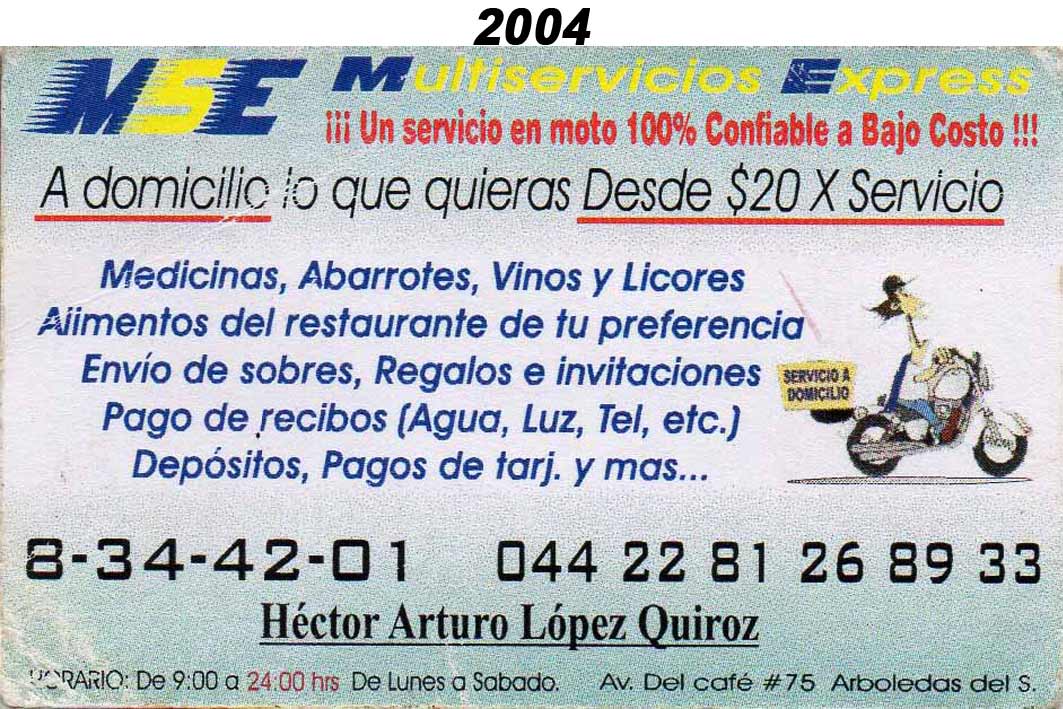 2004
MSE Multiservicios Express
¡¡¡ Un servicio en moto 100% Confiable a Bajo Costo !!!
A domicilio lo que quieras Desde $20 X Servicio
Medicinas, Abarrotes, Vinos y Licores
Alimentos del restaurante de tu preferencia
Envío de sobres, Regalos e invitaciones
SERVICIO A
DOMICILIO
Pago de recibos (Agua, Luz, Tel, etc.)
Depósitos, Pagos de tarj. y mas...
8-34-42-01 044 22 81 26 89 33
Héctor Arturo López Quiroz
HORARIO: De 9:00 a 24:00 hrs De Lunes a Sabado. Av. Del café #75 Arboledas del S.